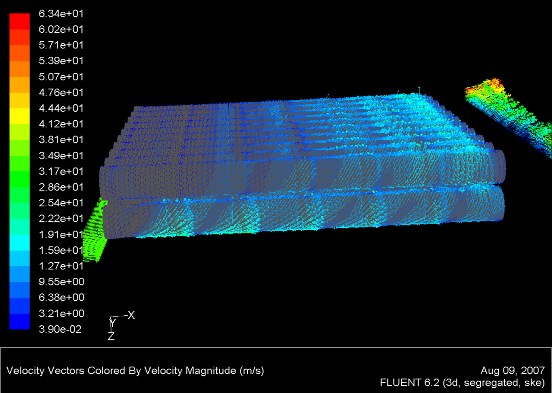 6.34e+01
6.02e+01
5.71e+01
5.39e+01
5.07e+01
4.76e+01
4.44e+01
4.12e+01
3.81e+01
3.49e+01
3.17e+01
2.86e+01
2.54e+01
2.22e+01
1.91e+01
1.59e+01
1.27e+01
9.55e+00
6.38e+00
3.21e+00
3.90e-02
-X
Y
Z
Velocity Vectors Colored By Velocity Magnitude (m/s)
Aug 09, 2007
FLUENT 6.2 (3d, segregated, ske)